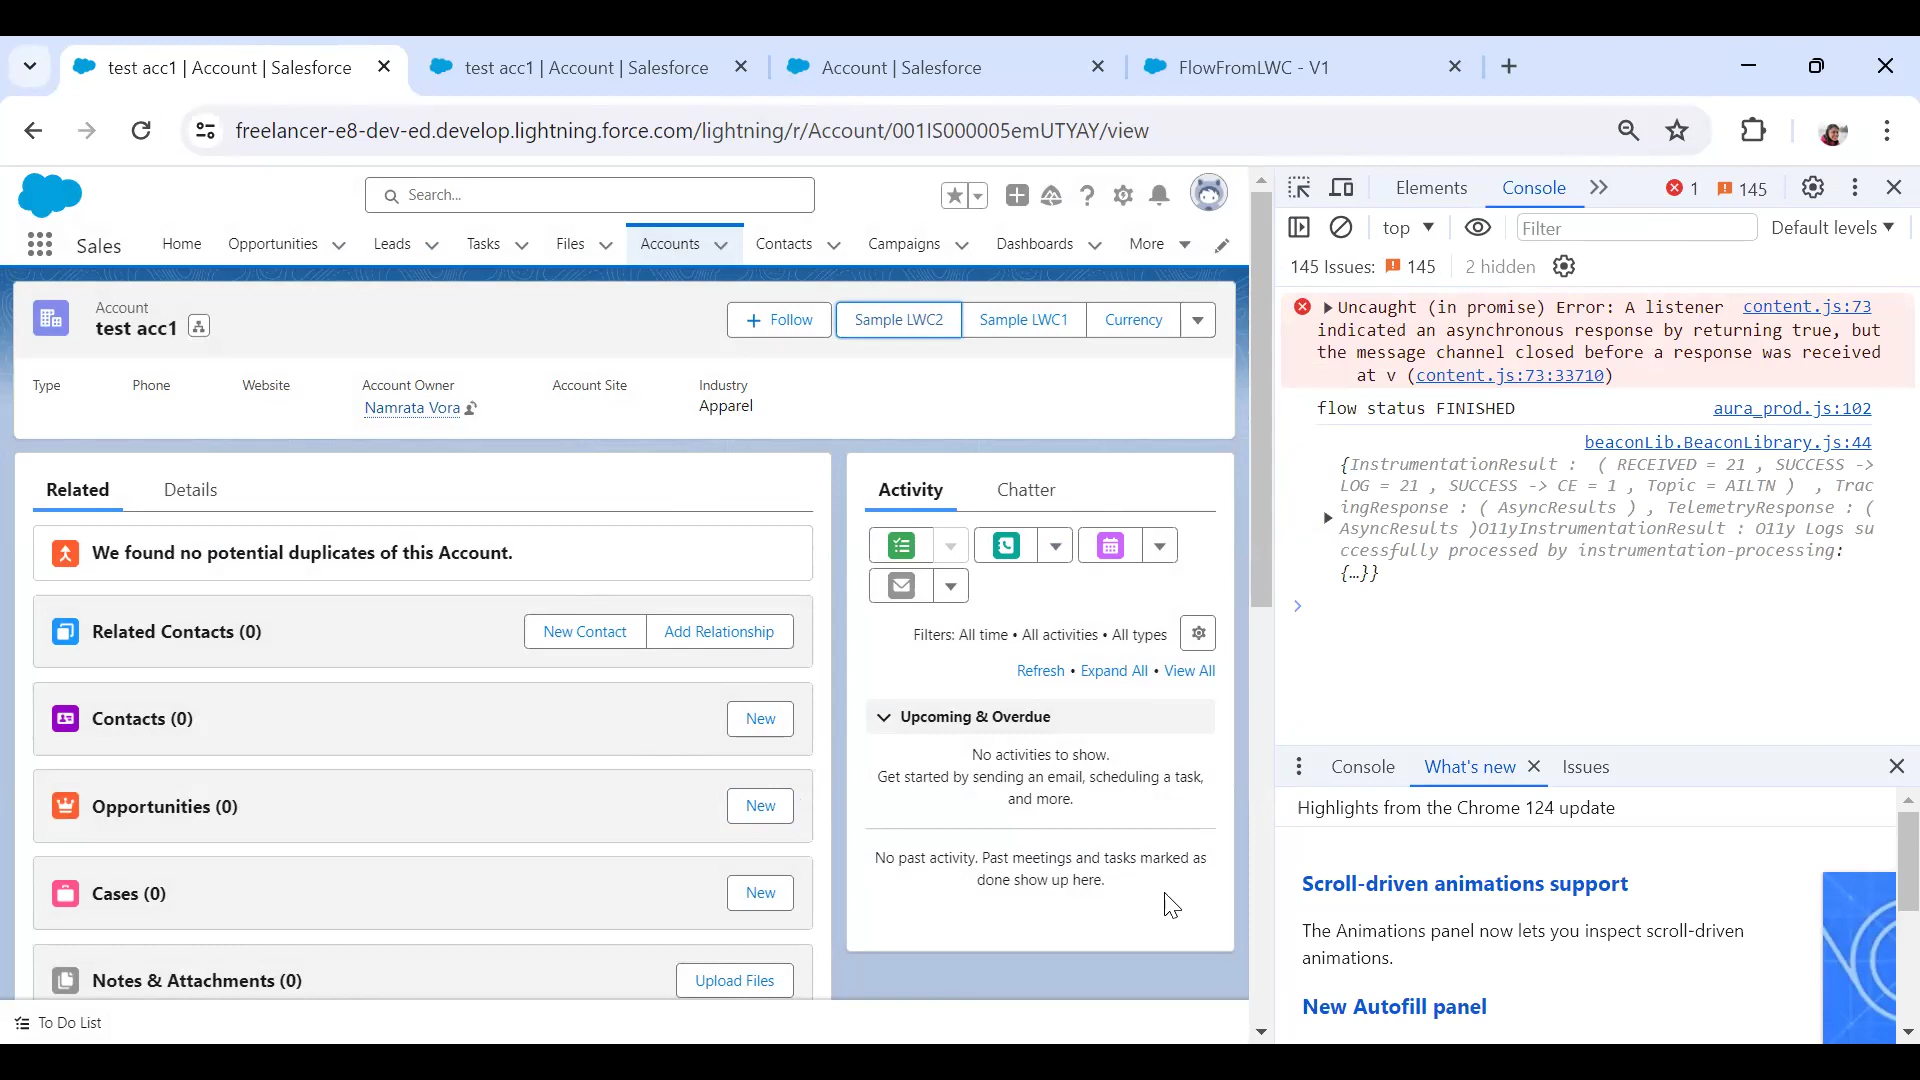 test acc1 | Account | Salesforce
test acc1 | Account | Salesforce
Account | Salesforce
FlowFromLWC - V1
freelancer-e8-dev-ed.develop.lightning.force.com/lightning/r/Account/001IS000005emUTYAY/view
Search...
Sales
Home
Opportunities
Leads
Tasks
Files
Accounts
Contacts
Campaigns
Dashboards
More
Account
test acc1
Follow
Sample LWC2
Sample LWC1
Currency
Type
Phone
Website
Account Owner
Namrata Vora
Account Site
Industry
Apparel
Related
Details
We found no potential duplicates of this Account.
Related Contacts (0)
New Contact
Add Relationship
Contacts (0)
New
Opportunities (0)
New
Cases (0)
New
Notes & Attachments (0)
Upload Files
To Do List
Activity
Chatter
Filters: All time • All activities • All types
Refresh • Expand All • View All
Upcoming & Overdue
No activities to show.
Get started by sending an email, scheduling a task,
and more.
No past activity. Past meetings and tasks marked as
done show up here.
Elements
Console
1
145
top
Filter
Default levels
145 Issues: 145
2 hidden
Uncaught (in promise) Error: A listener content.js:73
indicated an asynchronous response by returning true, but
the message channel closed before a response was received
at v (content.js:73:33710)
flow status FINISHED aura_prod.js:102
beaconLib.BeaconLibrary.js:44
{InstrumentationResult : ( RECEIVED = 21 , SUCCESS ->
LOG = 21 , SUCCESS -> CE = 1 , Topic = AILTN ) , Trac
ingResponse : ( AsyncResults ) , TelemetryResponse : (
AsyncResults )O11yInstrumentationResult : O11y Logs su
ccessfully processed by instrumentation-processing:
{…}}
Console
What's new
Issues
Highlights from the Chrome 124 update
Scroll-driven animations support
The Animations panel now lets you inspect scroll-driven
animations.
New Autofill panel